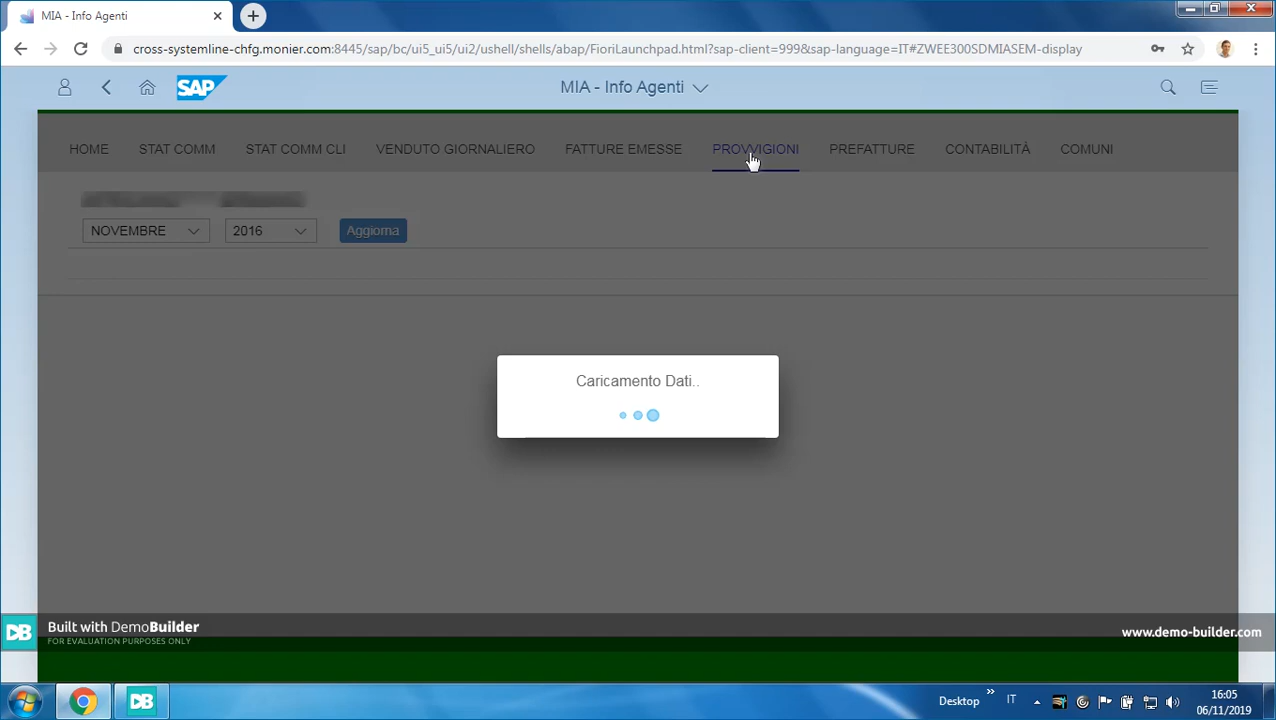 MIA - Info Agenti
cross-systemline-chfg.monier.com:8445/sap/bc/ui5_ui5/ui2/ushell/shells/abap/FioriLaunchpad.html?sap-client=999&sap-language=IT#ZWEE300SDMIASEM-display
SAP
MIA - Info Agenti
HOME STAT COMM STAT COMM CLI VENDUTO GIORNALIERO FATTURE EMESSE PROVVIGIONI PREFATTURE CONTABILITÀ COMUNI
NOVEMBRE 2016 Aggiorna
Caricamento Dati..
DB Built with DemoBuilder
FOR EVALUATION PURPOSES ONLY
www.demo-builder.com
DB Desktop » IT 16:05
06/11/2019